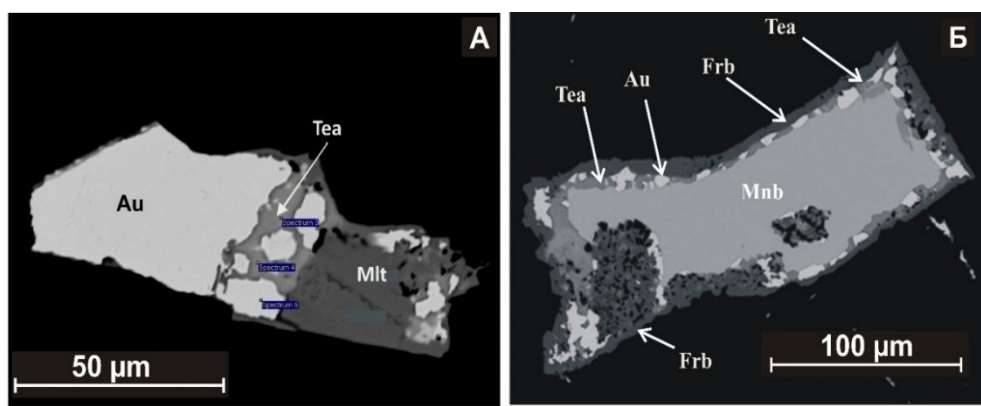 А
Tea
Au
Spectrum 3
Spectrum 4
Spectrum 5
Mlt
50 µm
Б
Tea
Frb
Au
Tea
Mnb
Frb
100 µm